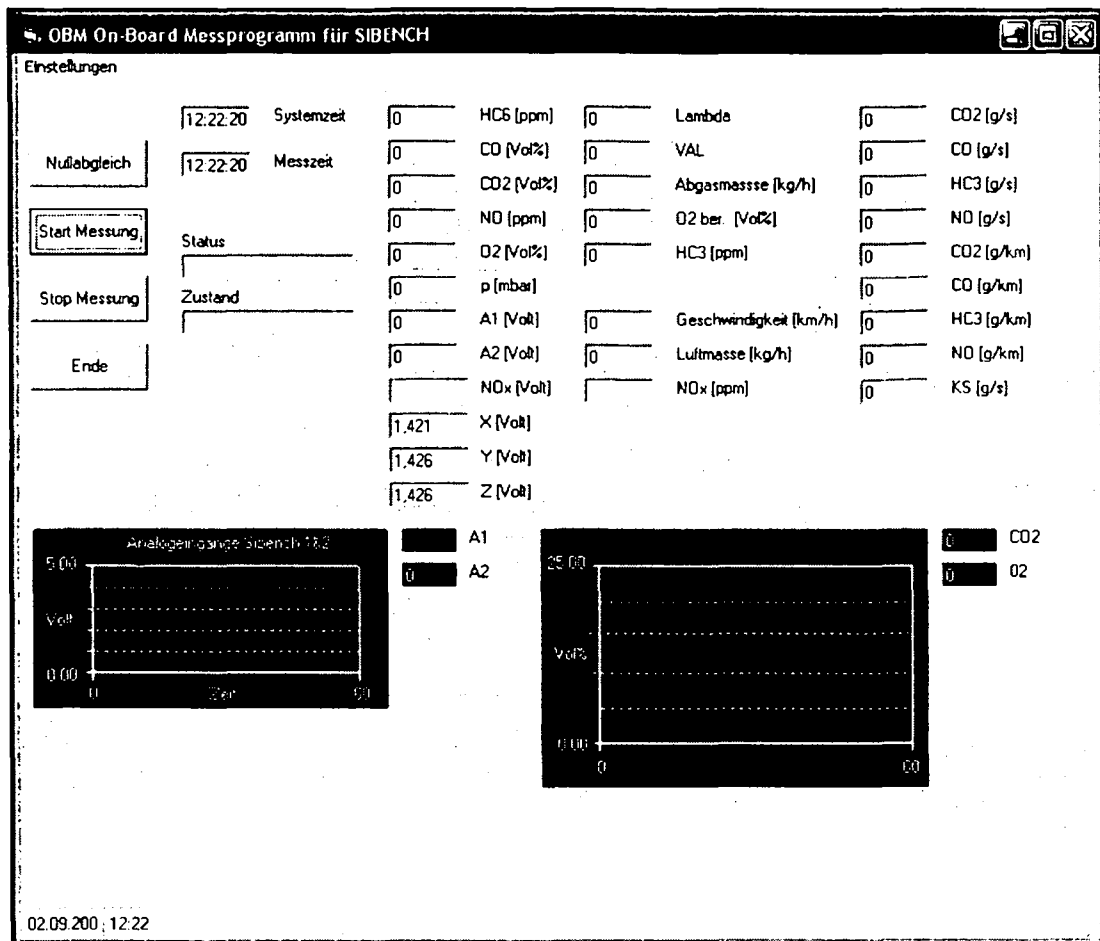 OBM On-Board Messprogramm für SIBENCH
Einstellungen
12:22:20 Systemzeit 0 HC6 [ppm] 0 Lambda 0 CO2 [g/s]
Nullabgleich 12:22:20 Messzeit 0 CO [Vol%] 0 VAL 0 CO [g/s]
0 CO2 [Vol%] 0 Abgasmassse [kg/h] 0 HC3 [g/s]
Start Messung 0 NO [ppm] 0 O2 ber. [Vol%] 0 NO [g/s]
Status 0 O2 [Vol%] 0 HC3 [ppm] 0 CO2 [g/km]
Stop Messung Zustand 0 p [mbar] 0 CO [g/km]
0 A1 [Volt] 0 Geschwindigkeit [km/h] 0 HC3 [g/km]
Ende 0 A2 [Volt] 0 Luftmasse [kg/h] 0 NO [g/km]
NOx [Volt] NOx [ppm] 0 KS [g/s]
1,421 X [Volt]
1,426 Y [Volt]
1,426 Z [Volt]
Analogeingänge Sibench 1&2 A1 CO2 0
5.00 0 A2 25.00 0 O2
Volt
Vol%
0.00
0 Zeit 60
0.00
0 60
02.09.200 12:22